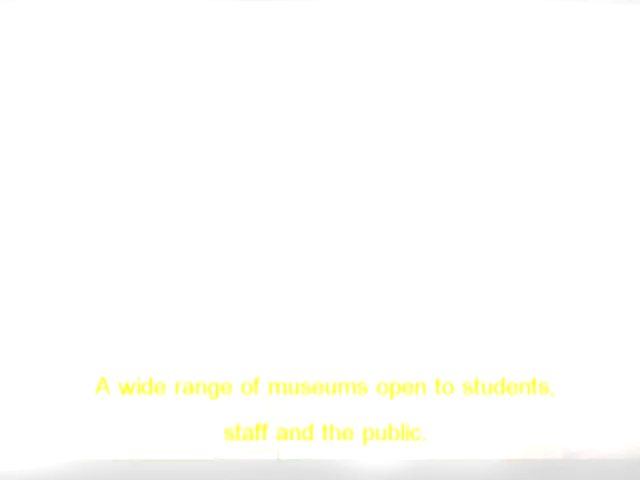 A wide range of museums open to students,
staff and the public.